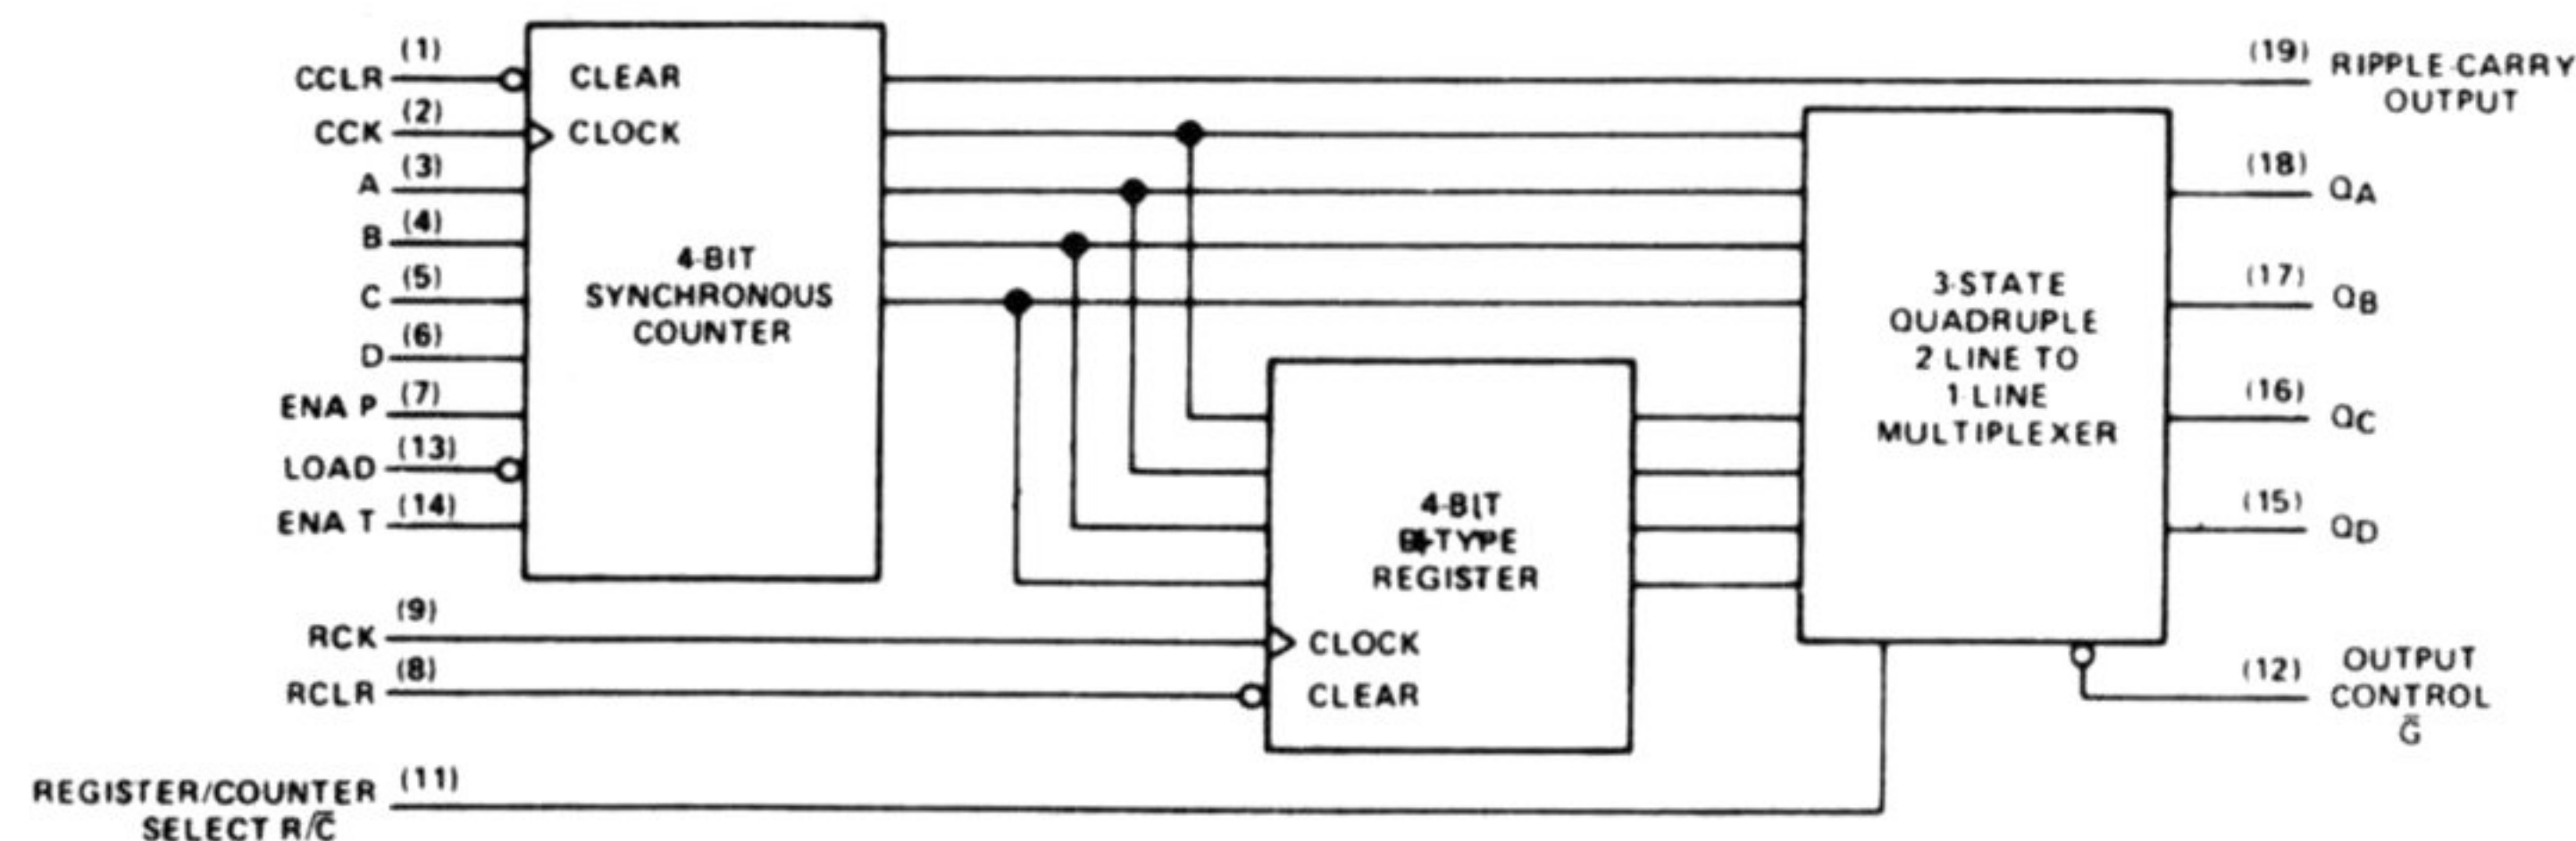 CCLR (1)
CCK (2)
A (3)
B (4)
C (5)
D (6)
ENA P (7)
LOAD (13)
ENA T (14)
RCK (9)
RCLR (8)
REGISTER/COUNTER (11)
SELECT R/C̅
CLEAR
CLOCK
4-BIT
SYNCHRONOUS
COUNTER
4-BIT
TYPE
REGISTER
CLOCK
CLEAR
3-STATE
QUADRUPLE
2 LINE TO
1 LINE
MULTIPLEXER
(19) RIPPLE CARRY
OUTPUT
(18) QA
(17) QB
(16) QC
(15) QD
(12) OUTPUT
CONTROL
G̅